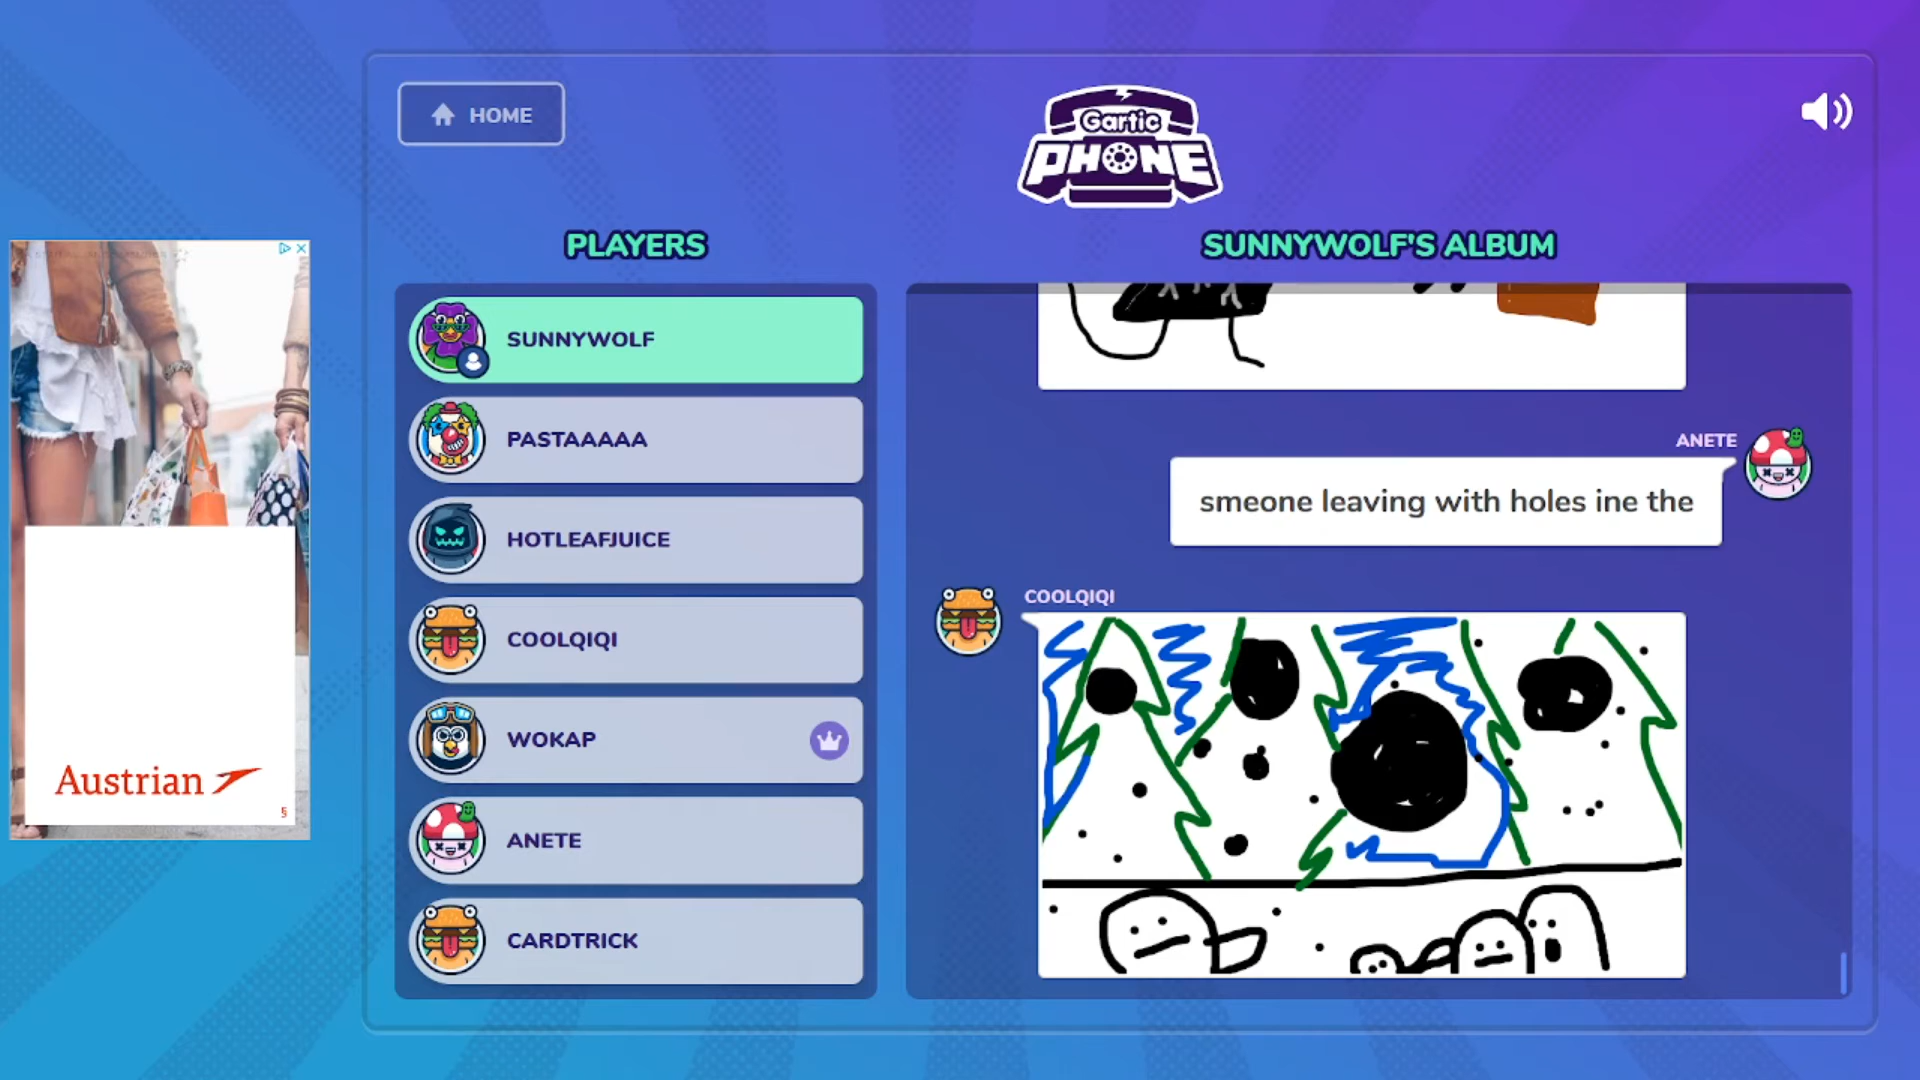 HOME
Gartic
PHONE
PLAYERS
SUNNYWOLF'S ALBUM
SUNNYWOLF
PASTAAAAA
HOTLEAFJUICE
COOLQIQI
WOKAP
ANETE
CARDTRICK
ANETE
smeone leaving with holes ine the
COOLQIQI
Austrian